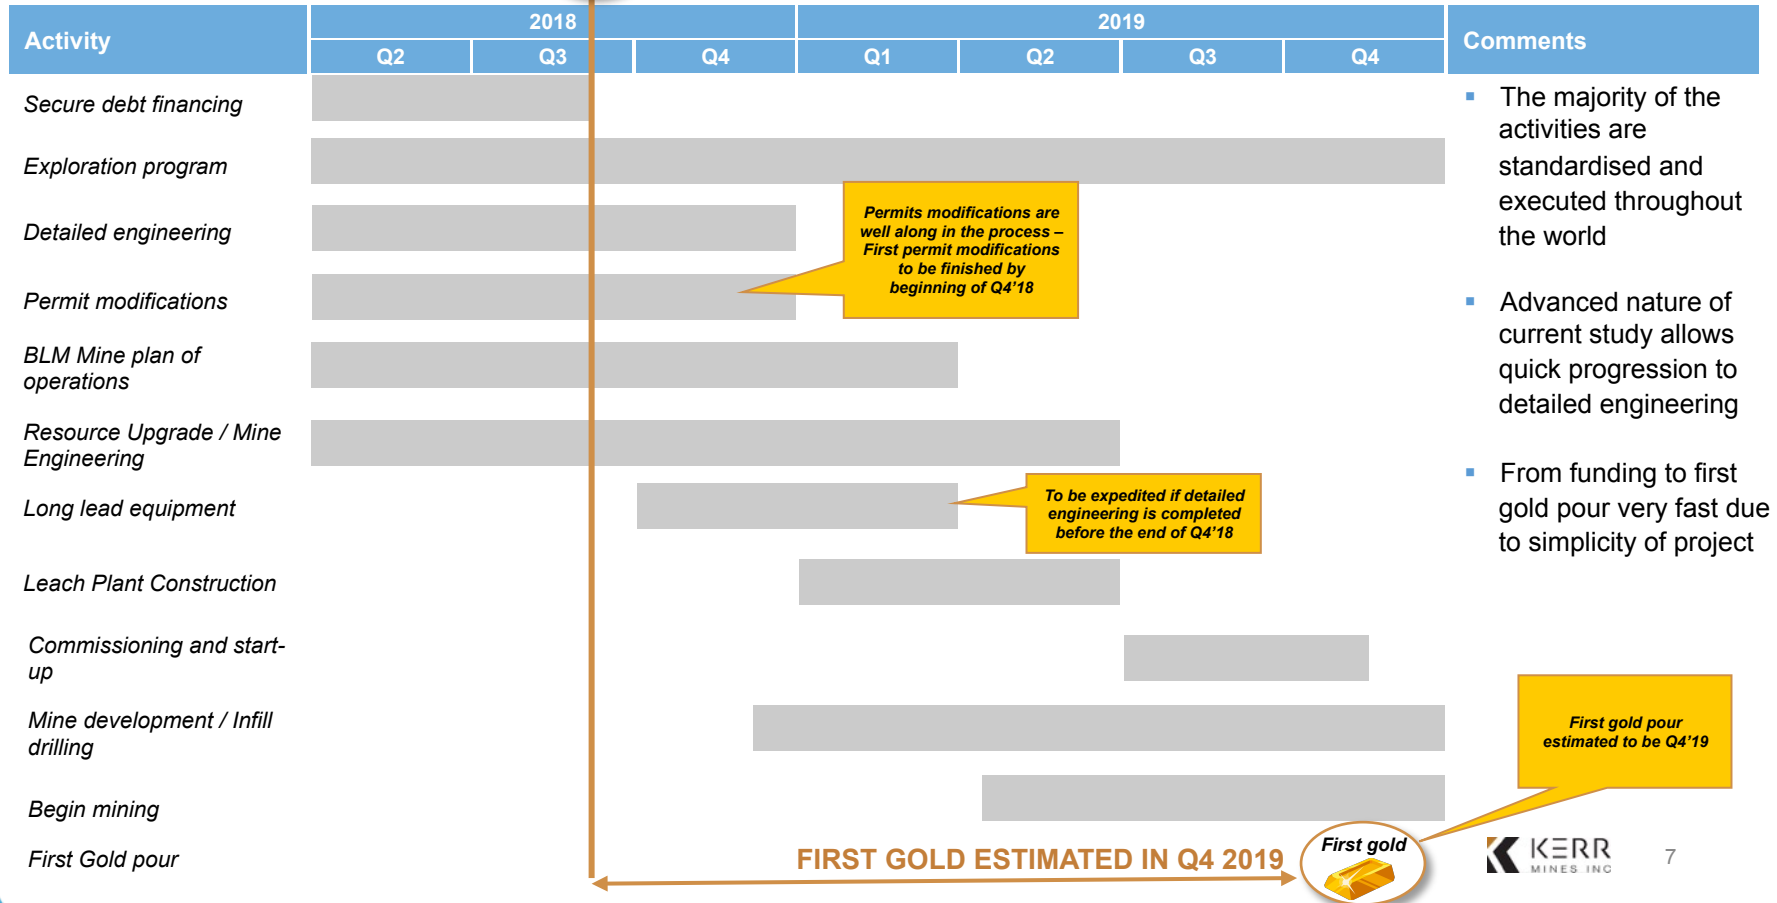 Activity
2018
2019
Comments
Q2
Q3
Q4
Q1
Q2
Q3
Q4
Secure debt financing
Exploration program
Detailed engineering
Permit modifications
BLM Mine plan of
operations
Resource Upgrade / Mine
Engineering
Long lead equipment
Leach Plant Construction
Commissioning and start-
up
Mine development / Infill
drilling
Begin mining
First Gold pour
Permits modifications are
well along in the process –
First permit modifications
to be finished by
beginning of Q4’18
To be expedited if detailed
engineering is completed
before the end of Q4’18
▪ The majority of the
activities are
standardised and
executed throughout
the world
▪ Advanced nature of
current study allows
quick progression to
detailed engineering
▪ From funding to first
gold pour very fast due
to simplicity of project
First gold pour
estimated to be Q4’19
FIRST GOLD ESTIMATED IN Q4 2019
First gold
KERR
MINES INC
7